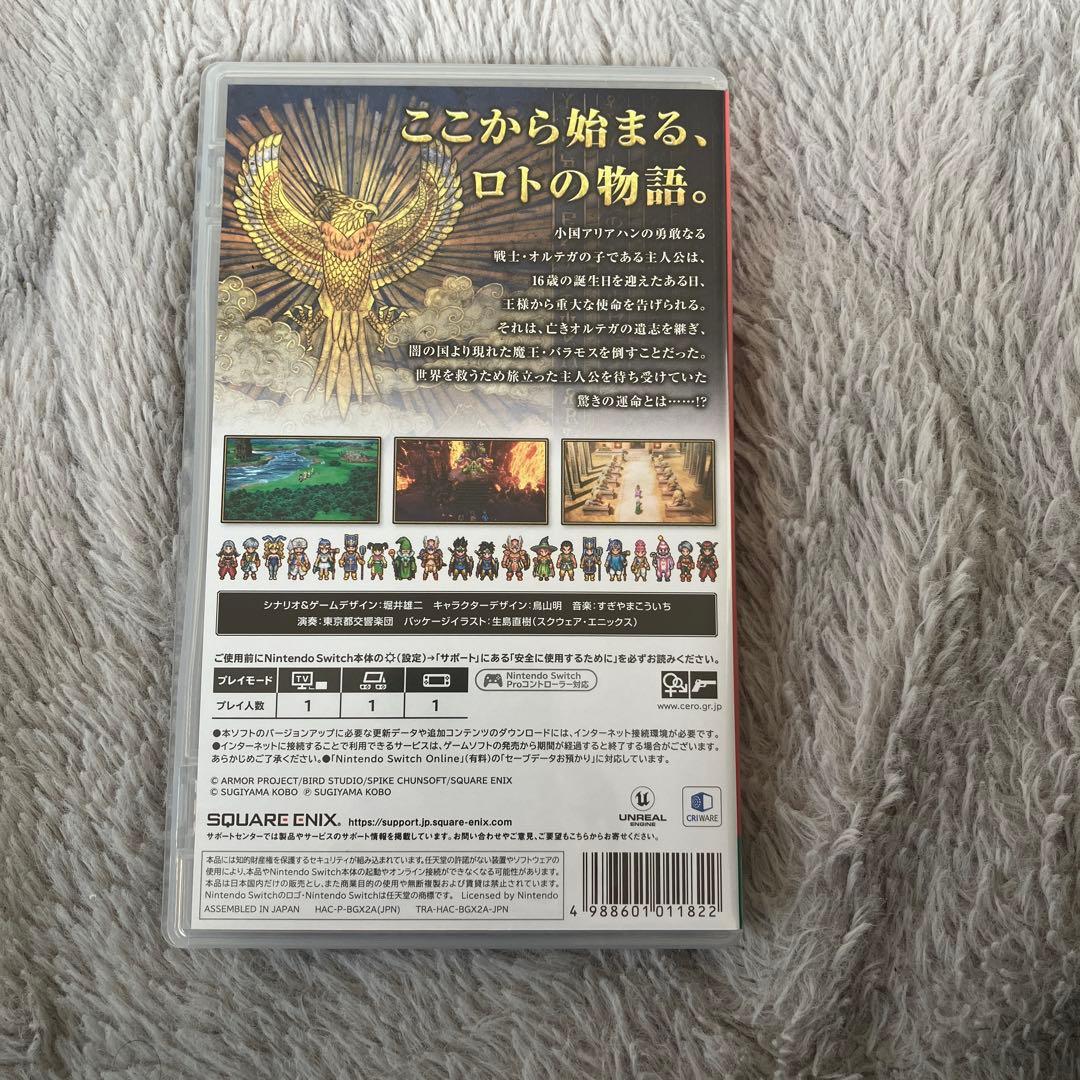 ここから始まる、
ロトの物語。
小国アリアハンの勇敢なる
戦士・オルテガの子である主人公は、
16歳の誕生日を迎えたある日、
王様から重大な使命を告げられる。
それは、亡きオルテガの遺志を継ぎ、
闇の国より現れた魔王・バラモスを倒すことだった。
世界を救うため旅立った主人公を待ち受けていた
驚きの運命とは……!?
シナリオ&ゲームデザイン:堀井雄二 キャラクターデザイン:鳥山明 音楽:すぎやまこういち
演奏:東京都交響楽団 パッケージイラスト:生島直樹(スクウェア・エニックス)
ご使用前にNintendo Switch本体の(設定)→「サポート」にある「安全に使用するために」を必ずお読みください。
プレイモード TV
Nintendo Switch
Proコントローラー対応
プレイ人数 1 1 1
www.cero.gr.jp
●本ソフトのバージョンアップに必要な更新データや追加コンテンツのダウンロードには、インターネット接続環境が必要です。
●インターネットに接続することで利用できるサービスは、ゲームソフトの発売から期間が経過すると終了する場合がございます。
あらかじめご了承ください。●「Nintendo Switch Online」(有料)の「セーブデータお預かり」に対応しています。
© ARMOR PROJECT/BIRD STUDIO/SPIKE CHUNSOFT/SQUARE ENIX
© SUGIYAMA KOBO ℗ SUGIYAMA KOBO
SQUARE ENIX. https://support.jp.square-enix.com
UNREAL
ENGINE
CRIWARE
サポートセンターでは製品やサービスのサポート情報を掲載しています。お問い合わせやご意見、ご要望もこちらからお寄せください。
本品には知的財産権を保護するセキュリティが組み込まれています。任天堂の許諾がない装置やソフトウェアの
使用により、本品やNintendo Switch本体の起動やオンライン接続ができなくなる可能性があります。
本品は日本国内だけの販売とし、また商業目的の使用や無断複製および賃貸は禁止されています。
Nintendo Switchのロゴ・Nintendo Switchは任天堂の商標です。 Licensed by Nintendo
ASSEMBLED IN JAPAN HAC-P-BGX2A(JPN) TRA-HAC-BGX2A-JPN
4 988601 011822